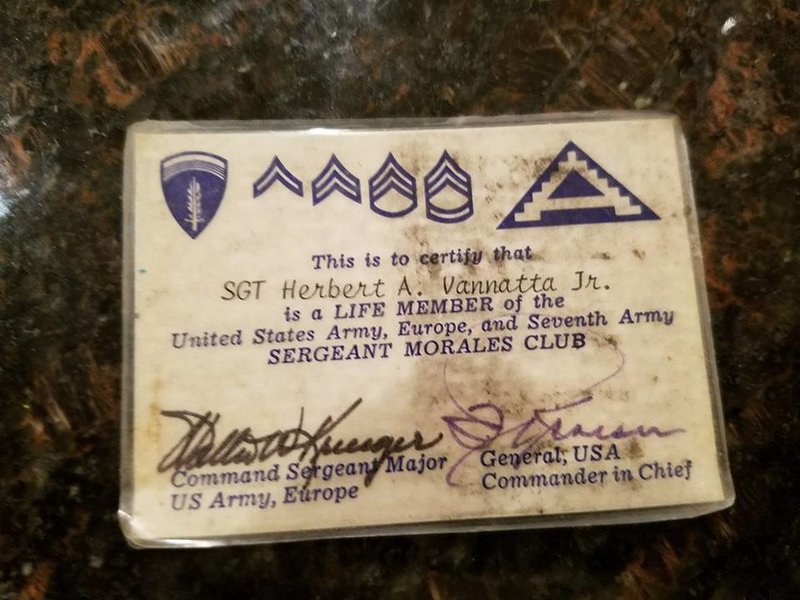 This is to certify that
SGT Herbert A. Vannatta Jr.
is a LIFE MEMBER of the
United States Army, Europe, and Seventh Army
SERGEANT MORALES CLUB
Command Sergeant Major
US Army, Europe
General, USA
Commander in Chief